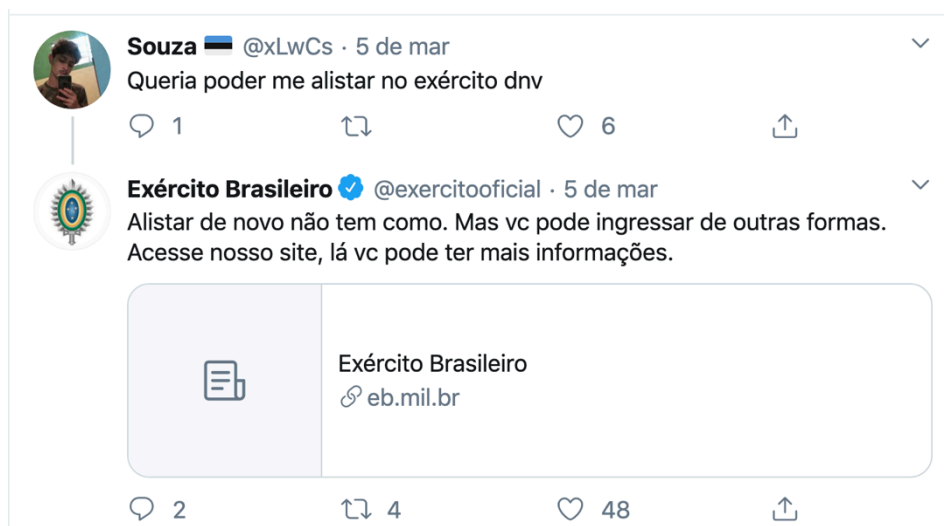 Souza @xLwCs · 5 de mar
Queria poder me alistar no exército dnv
1 6
Exército Brasileiro @exercitooficial · 5 de mar
Alistar de novo não tem como. Mas vc pode ingressar de outras formas.
Acesse nosso site, lá vc pode ter mais informações.
Exército Brasileiro
eb.mil.br
2 4 48